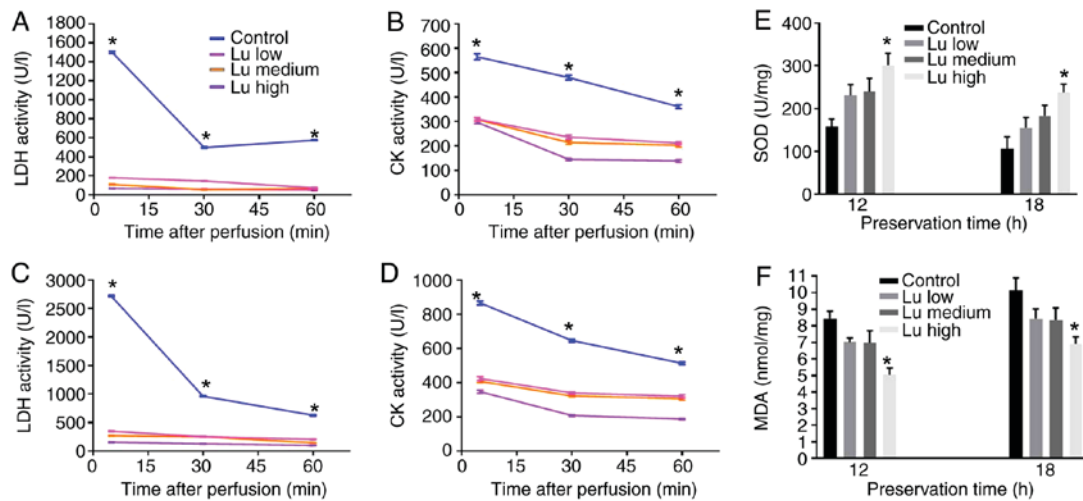 A
LDH activity (U/l)
1800
1600
1400
1200
1000
800
600
400
200
0
*
*
*
Control
Lu low
Lu medium
Lu high
0 15 30 45 60
Time after perfusion (min)
B
CK activity (U/l)
700
600
500
400
300
200
100
0
*
*
*
0 15 30 45 60
Time after perfusion (min)
E
SOD (U/mg)
400
300
200
100
Control
Lu low
Lu medium
Lu high
*
*
12 18
Preservation time (h)
C
LDH activity (U/l)
3000
2500
2000
1500
1000
500
0
*
*
*
0 15 30 45 60
Time after perfusion (min)
D
CK activity (U/l)
1000
800
600
400
200
0
*
*
*
0 15 30 45 60
Time after perfusion (min)
F
MDA (nmol/mg)
11
10
9
8
7
6
5
4
3
2
1
0
Control
Lu low
Lu medium
Lu high
*
*
12 18
Preservation time (h)